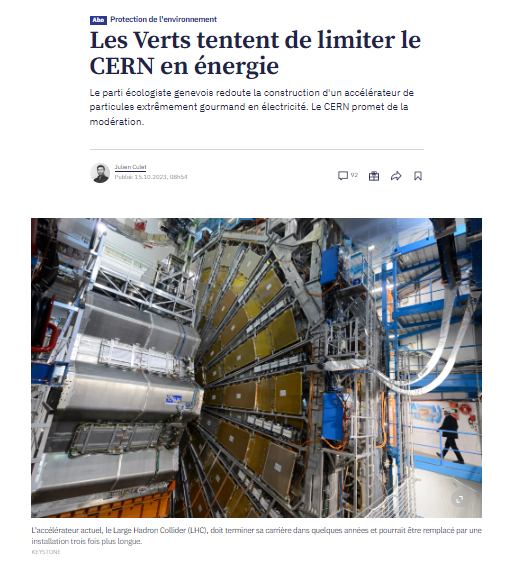 Abo Protection de l'environnement
Les Verts tentent de limiter le
CERN en énergie
Le parti écologiste genevois redoute la construction d'un accélérateur de
particules extrêmement gourmand en électricité. Le CERN promet de la
modération.
Julien Culet
Publié: 15.10.2023, 08h54
92
L'accélérateur actuel, le Large Hadron Collider (LHC), doit terminer sa carrière dans quelques années et pourrait être remplacé par une
installation trois fois plus longue.
KEYSTONE